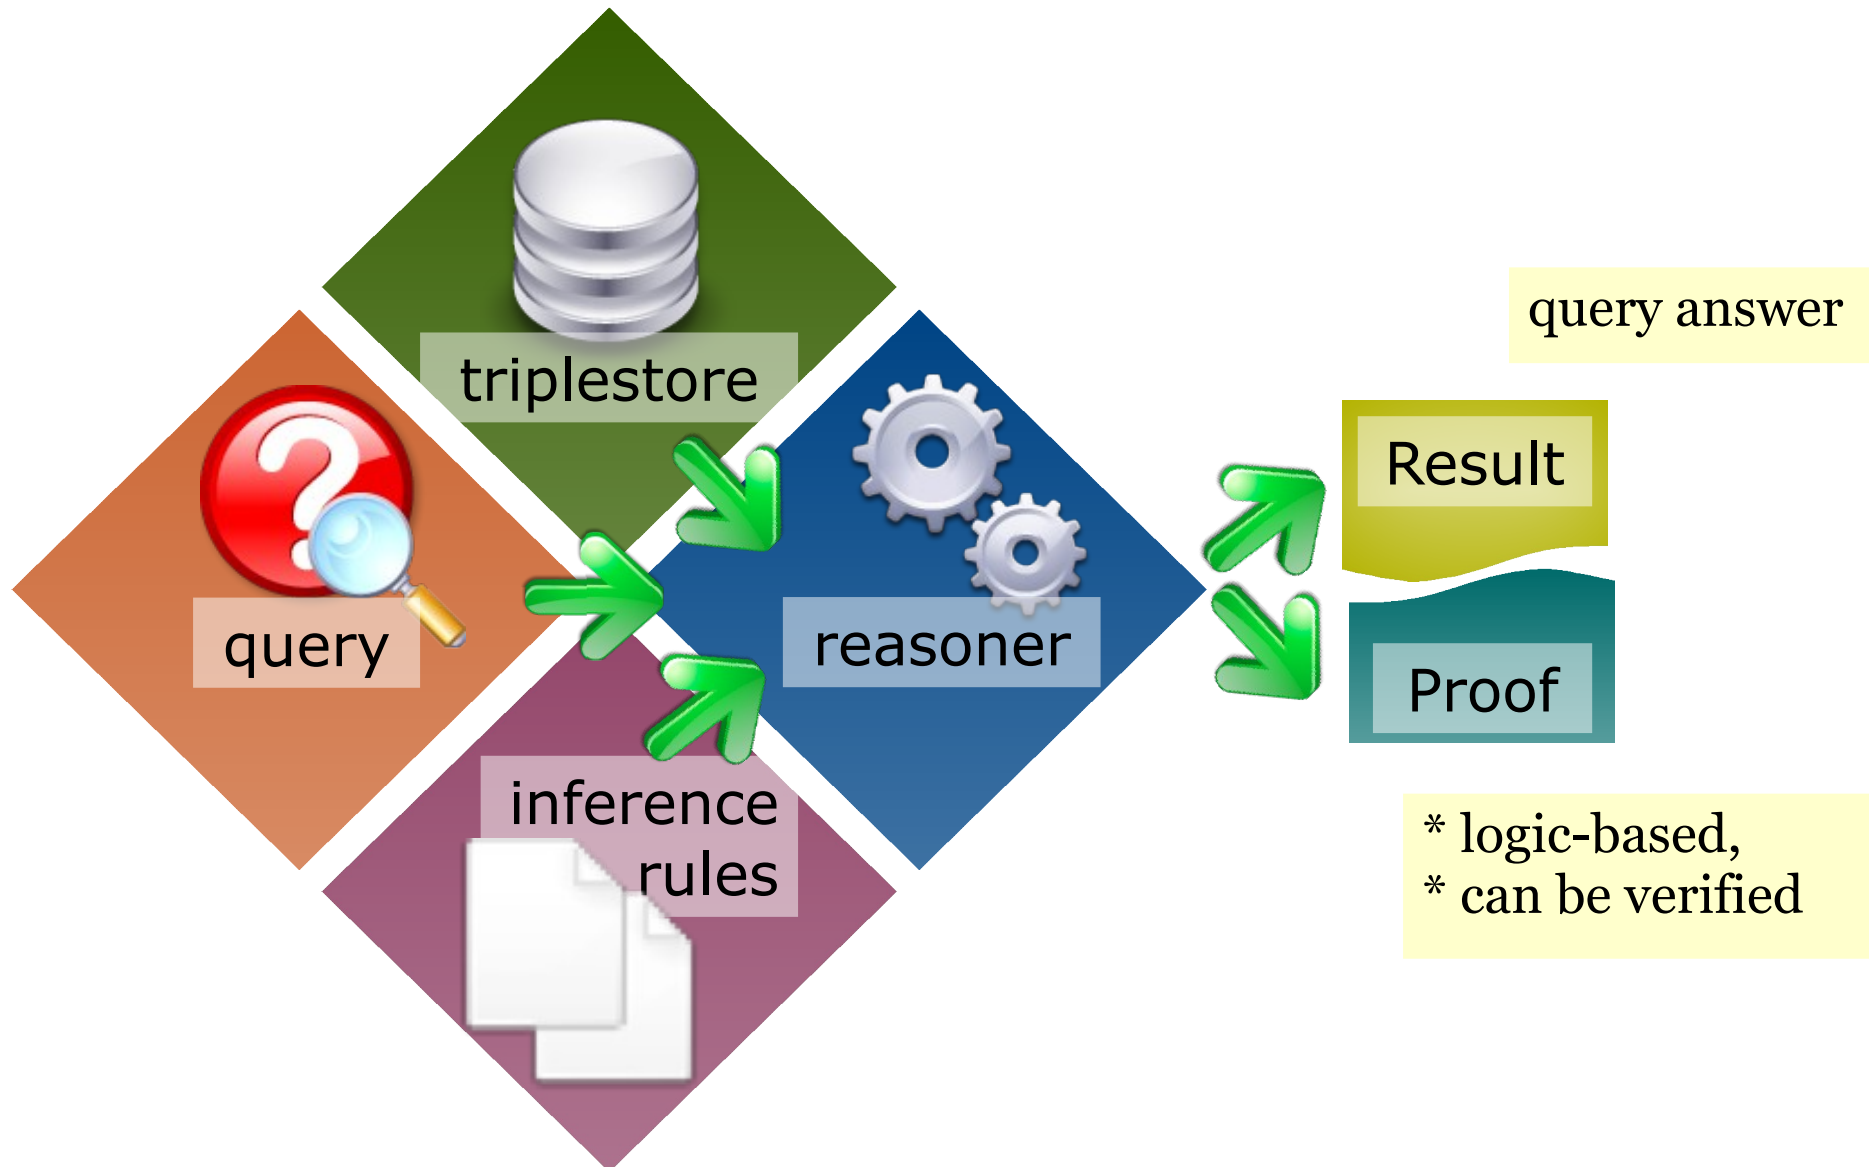 triplestore
query
reasoner
inference
rules
query answer
Result
Proof
* logic-based,
* can be verified